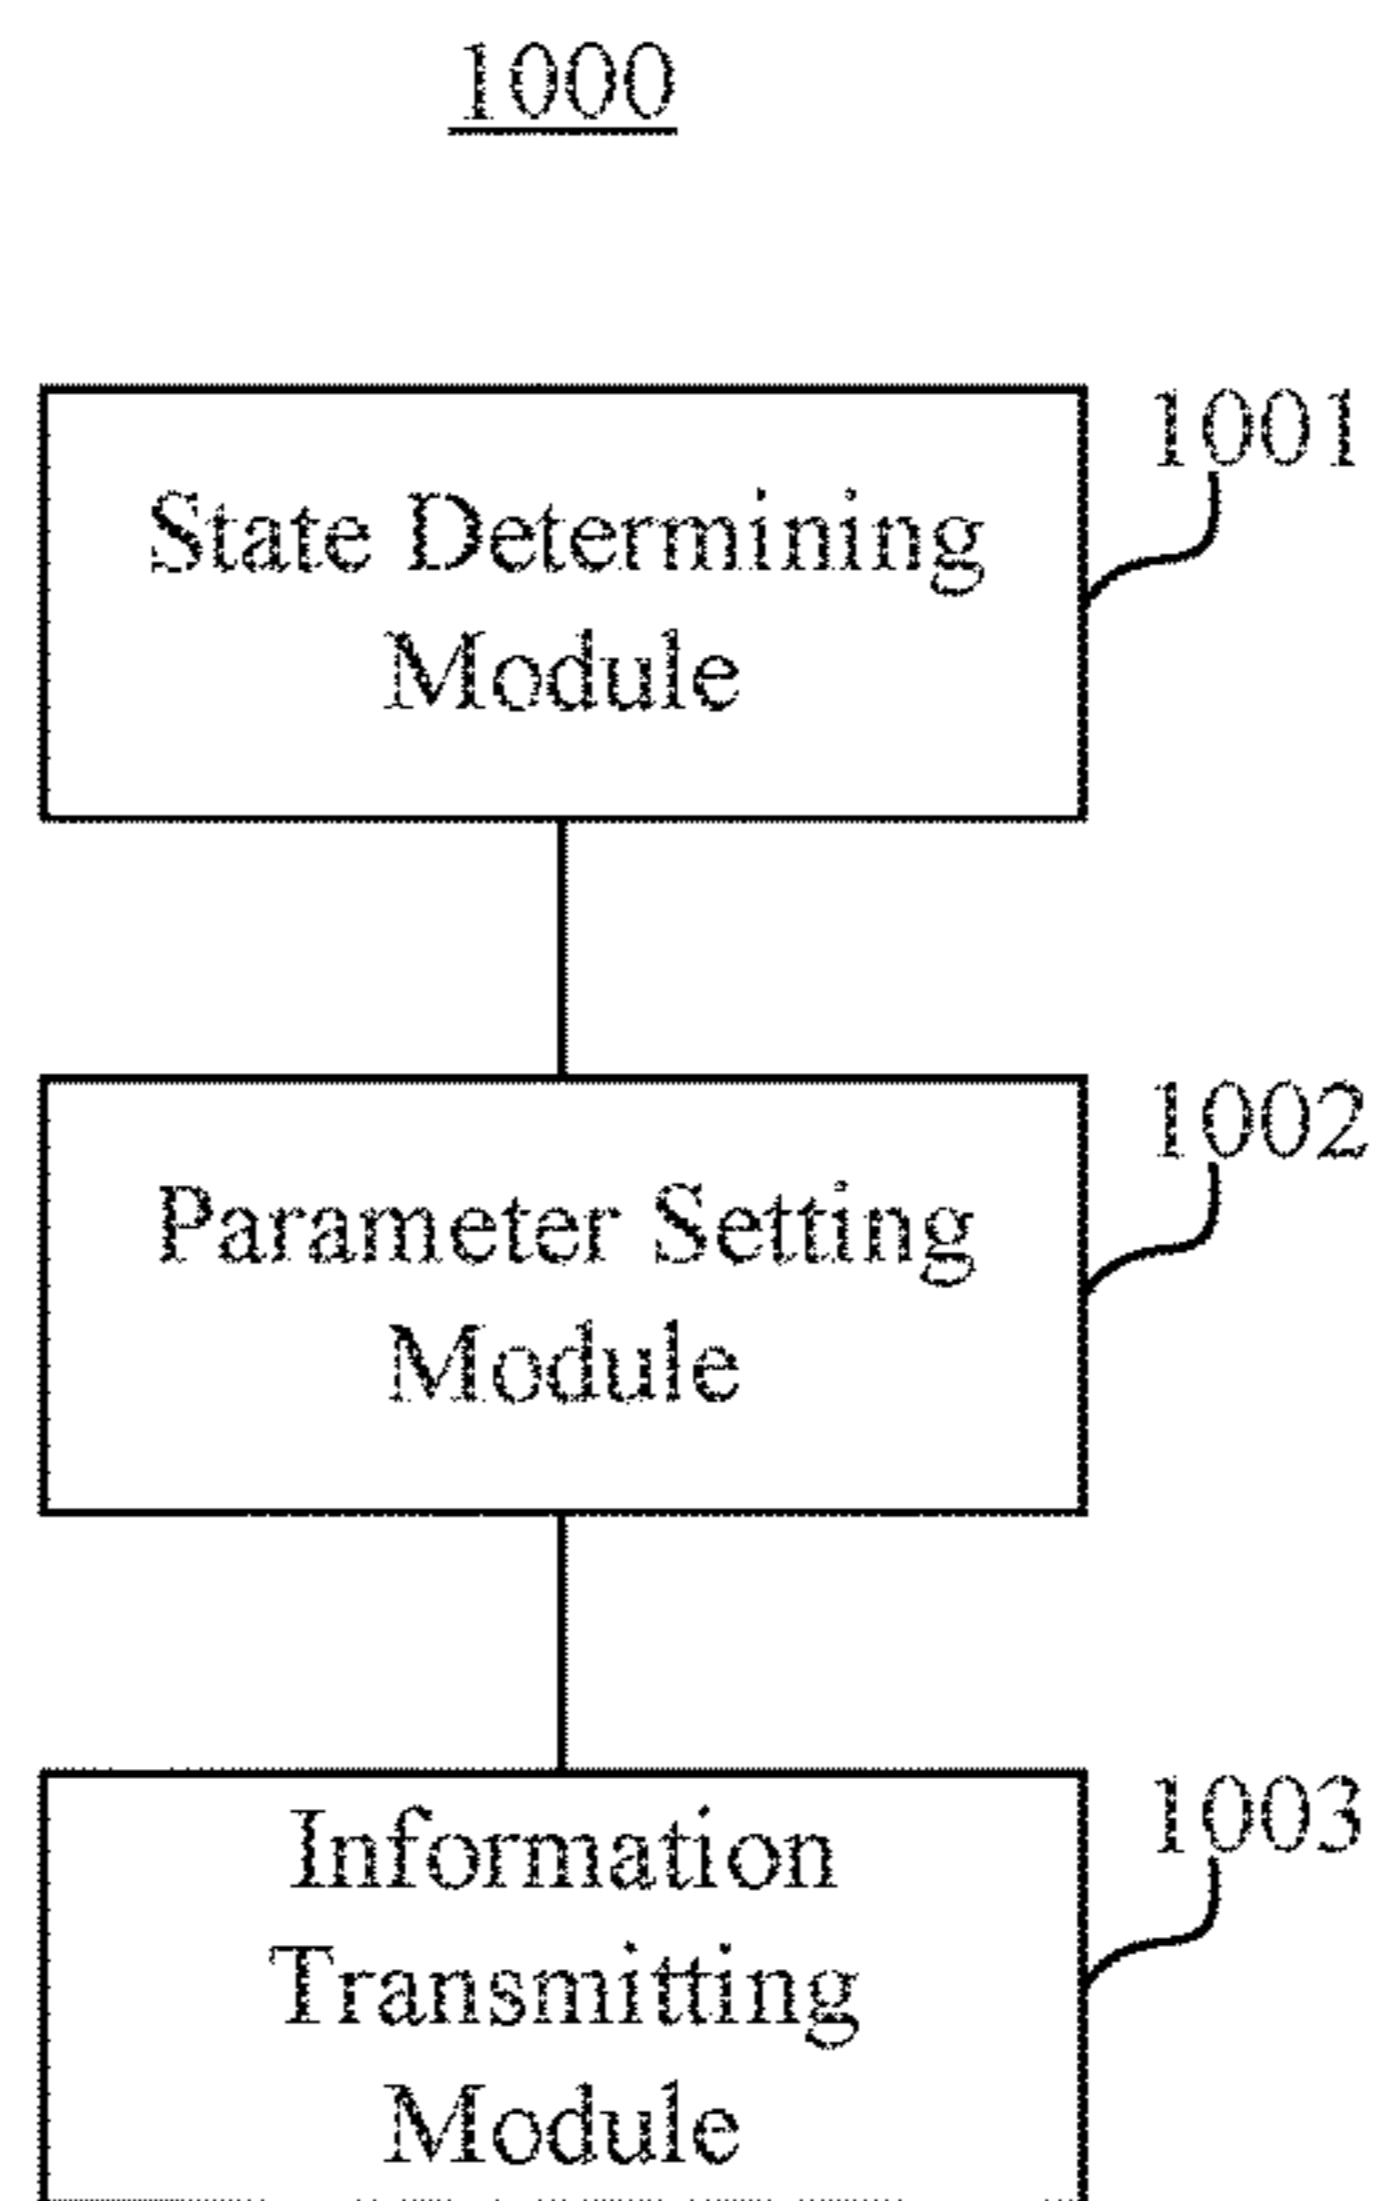 1000
1001
State Determining
Module
1002
Parameter Setting
Module
1003
Information
Transmitting
Module